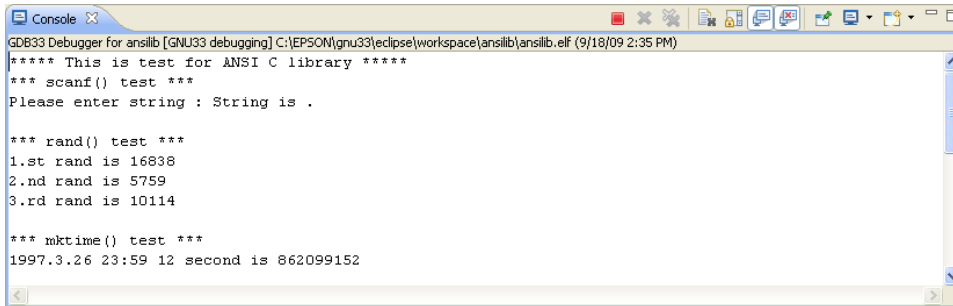 Console
GDB33 Debugger for ansilib [GNU33 debugging] C:\EPSON\gnu33\eclipse\workspace\ansilib\ansilib.elf (9/18/09 2:35 PM)
***** This is test for ANSI C library *****
*** scanf() test ***
Please enter string : String is .
*** rand() test ***
1.st rand is 16838
2.nd rand is 5759
3.rd rand is 10114
*** mktime() test ***
1997.3.26 23:59 12 second is 862099152